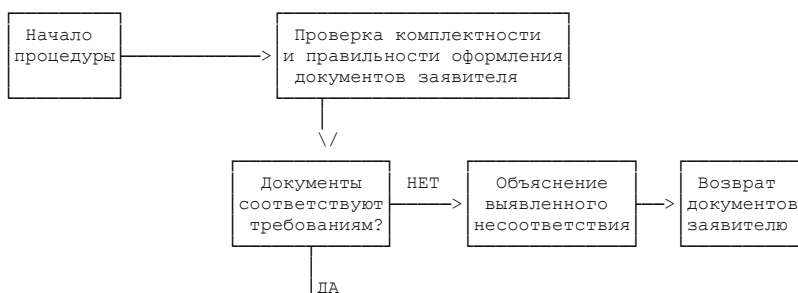 Начало
процедуры
Проверка комплектности
и правильности оформления
документов заявителя
Документы
соответствуют
требованиям?
НЕТ
Объяснение
выявленного
несоответствия
Возврат
документов
заявителю
ДА